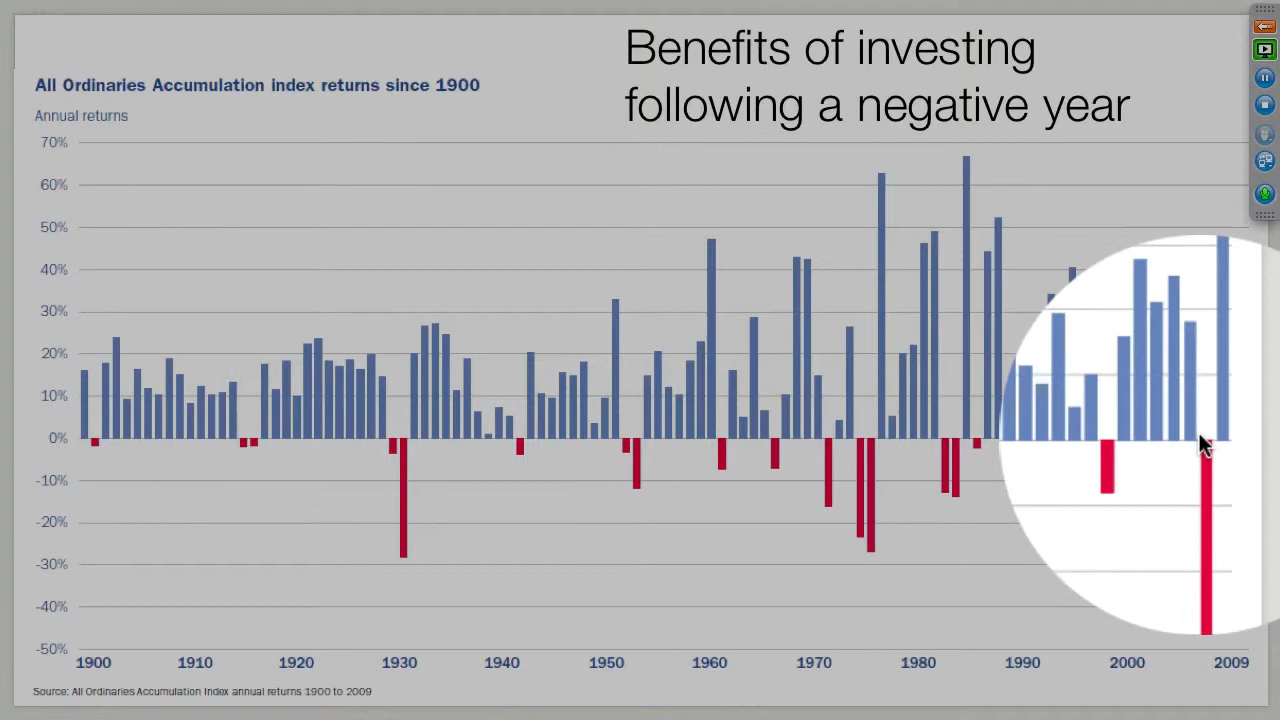 Benefits of investing
following a negative year
All Ordinaries Accumulation index returns since 1900
Annual returns
70%
60%
50%
40%
30%
20%
10%
0%
-10%
-20%
-30%
-40%
-50%
1900 1910 1920 1930 1940 1950 1960 1970 1980 1990 2000 2009
Source: All Ordinaries Accumulation Index annual returns 1900 to 2009